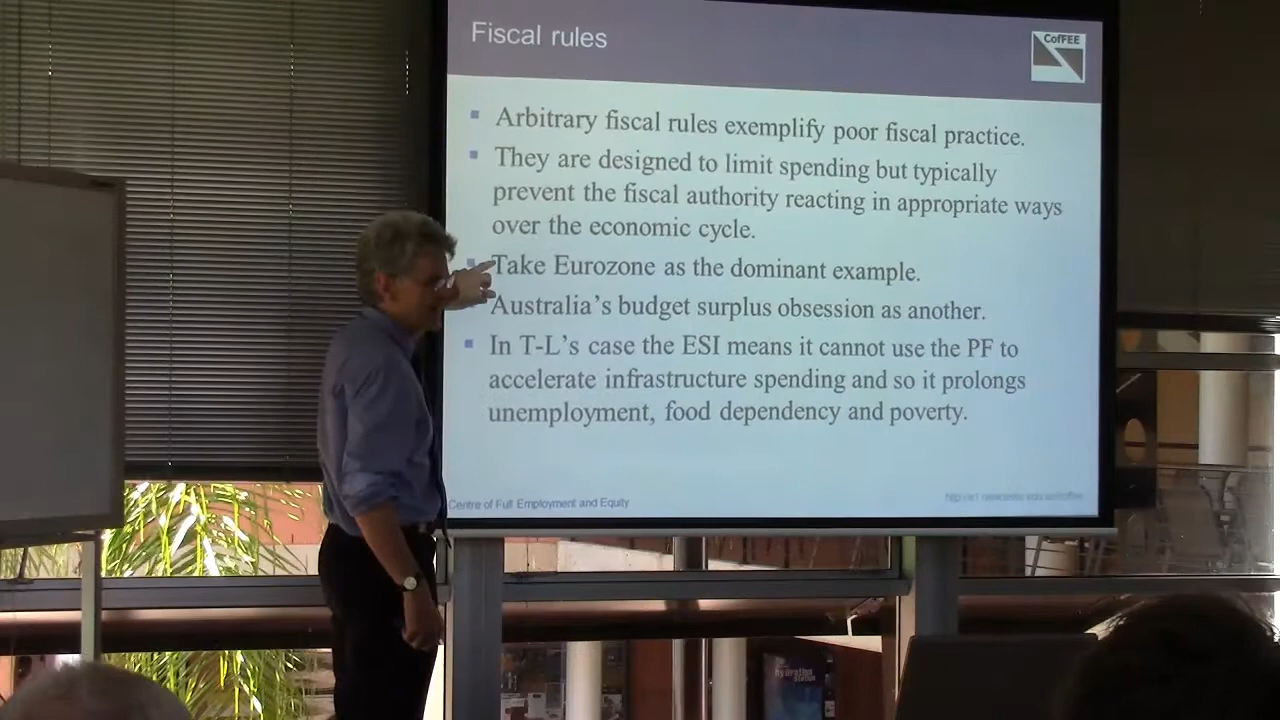 Fiscal rules
CofFEE
Arbitrary fiscal rules exemplify poor fiscal practice.
They are designed to limit spending but typically
prevent the fiscal authority reacting in appropriate ways
over the economic cycle.
Take Eurozone as the dominant example.
Australia's budget surplus obsession as another.
In T-L's case the ESI means it cannot use the PF to
accelerate infrastructure spending and so it prolongs
unemployment, food dependency and poverty.
Centre of Full Employment and Equity
hydration
station